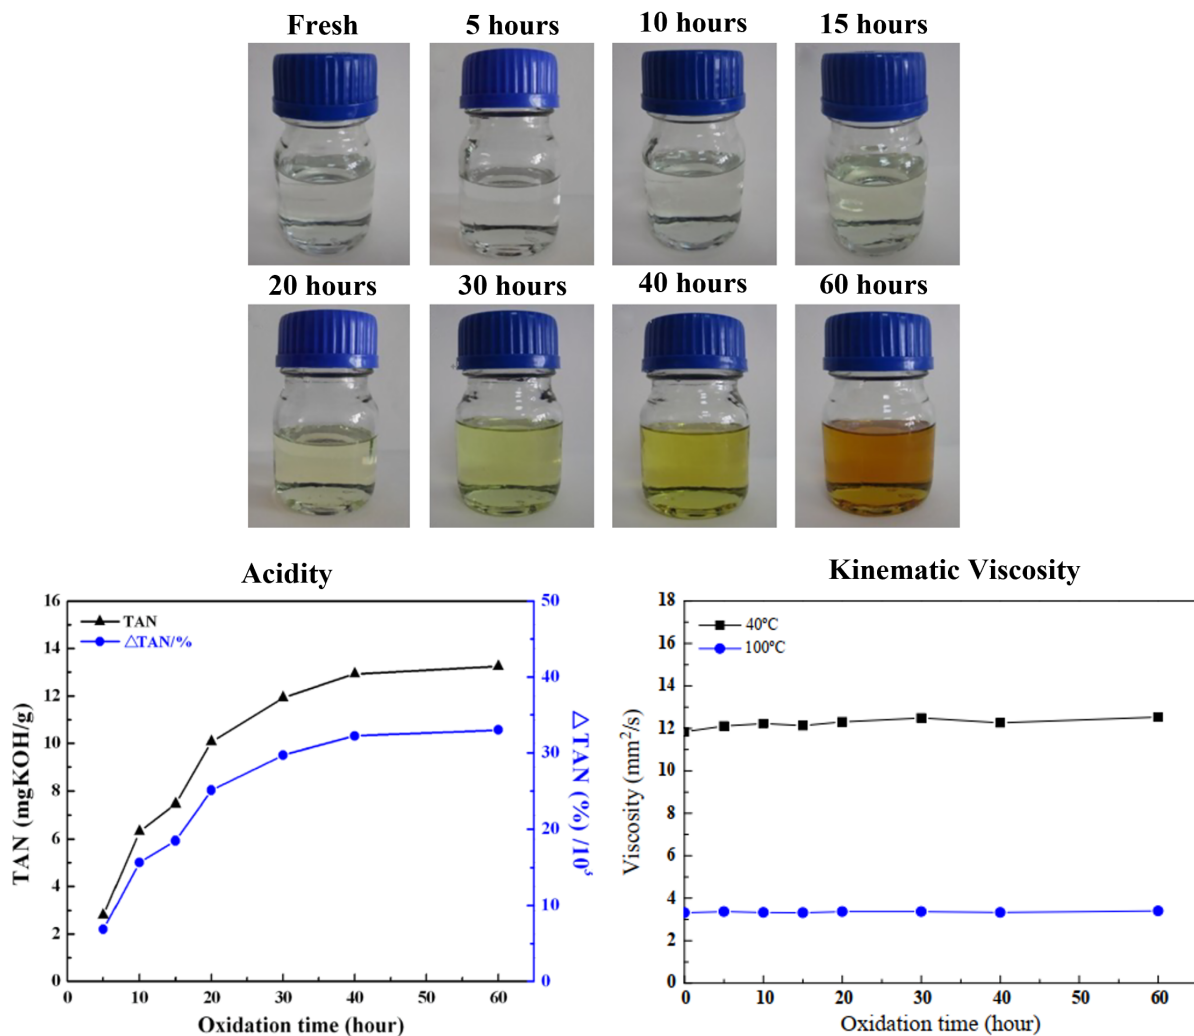 Fresh
5 hours
10 hours
15 hours
20 hours
30 hours
40 hours
60 hours
Acidity
16
14
12
10
8
6
4
2
0
TAN (mgKOH/g)
TAN
△TAN/%
50
40
30
20
10
0
△TAN (%) /10⁵
0 10 20 30 40 50 60
Oxidation time (hour)
Kinematic Viscosity
18
16
14
12
10
8
6
4
2
0
Viscosity (mm²/s)
40°C
100°C
0 10 20 30 40 50 60
Oxidation time (hour)